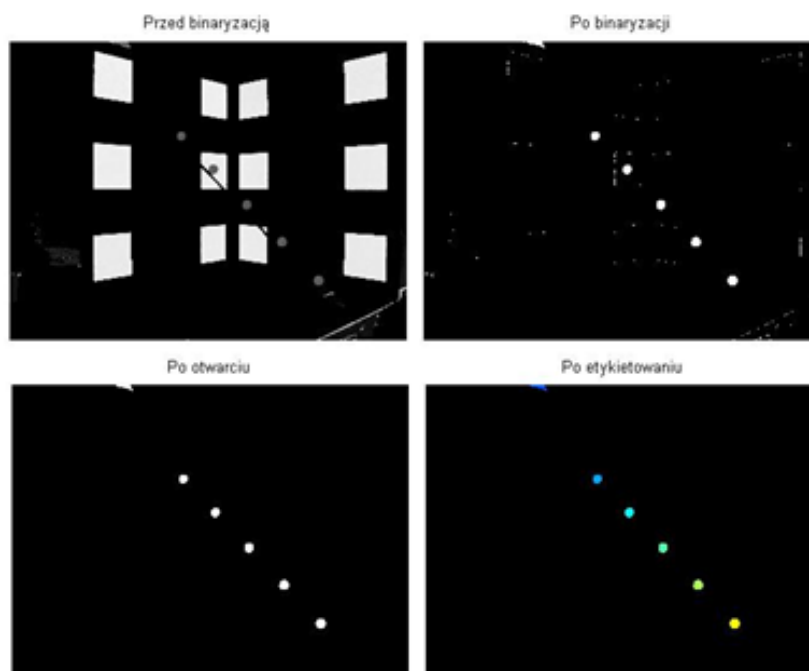 Przed binaryzacją
Po binaryzacji
Po otwarciu
Po etykietowaniu